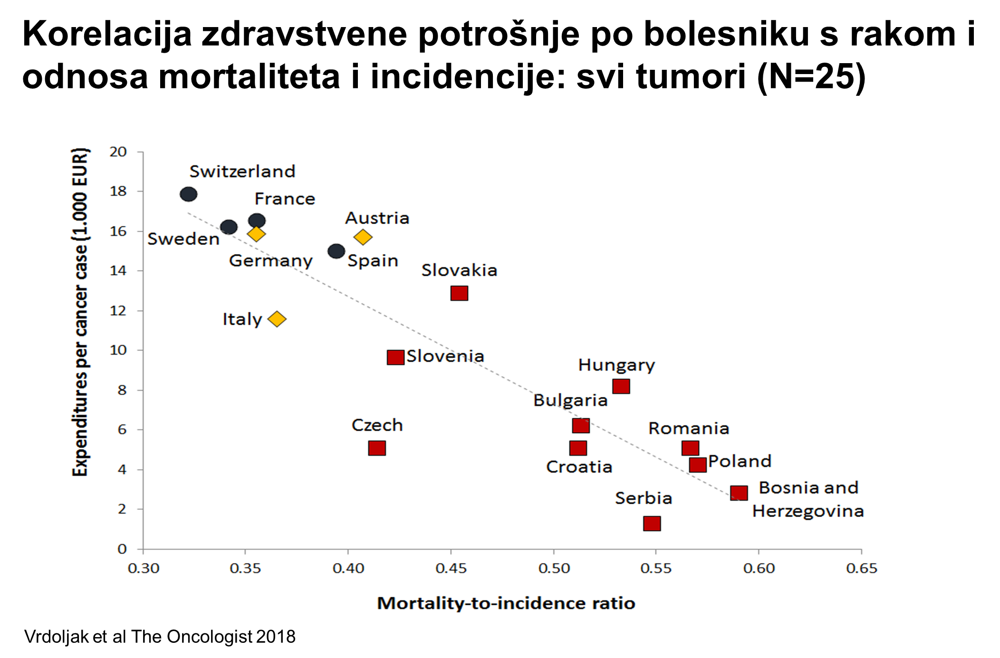 Korelacija zdravstvene potrošnje po bolesniku s rakom i
odnosa mortaliteta i incidencije: svi tumori (N=25)
Expenditures per cancer case (1.000 EUR)
20
18
16
14
12
10
8
6
4
2
0
Switzerland
France
Austria
Sweden
Germany
Spain
Slovakia
Italy
Slovenia
Hungary
Bulgaria
Czech
Romania
Croatia
Poland
Serbia
Bosnia and
Herzegovina
0.30
0.35
0.40
0.45
0.50
0.55
0.60
0.65
Mortality-to-incidence ratio
Vrdoljak et al The Oncologist 2018